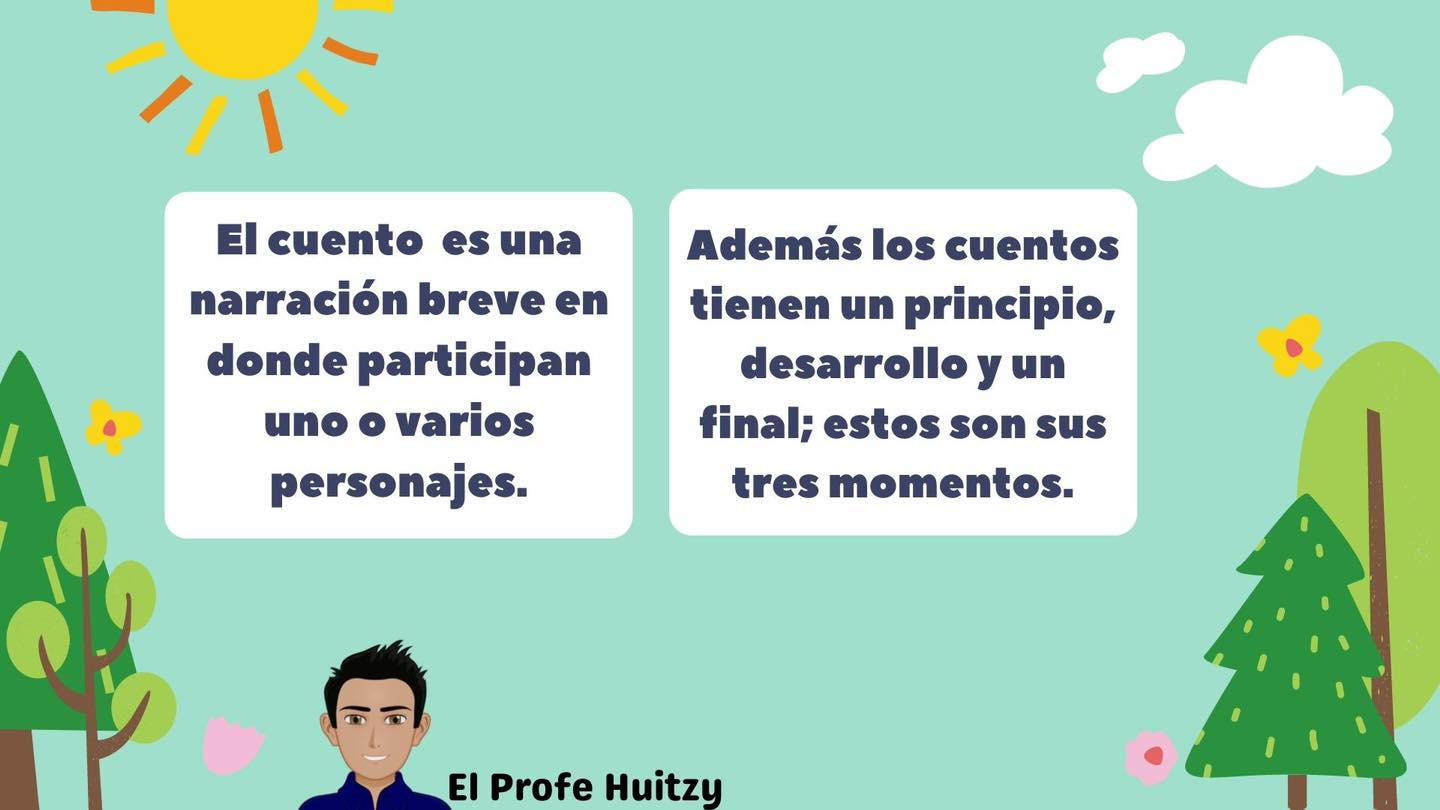 El cuento es una
narración breve en
donde participan
uno o varios
personajes.
Además los cuentos
tienen un principio,
desarrollo y un
final; estos son sus
tres momentos.
El Profe Huitzy